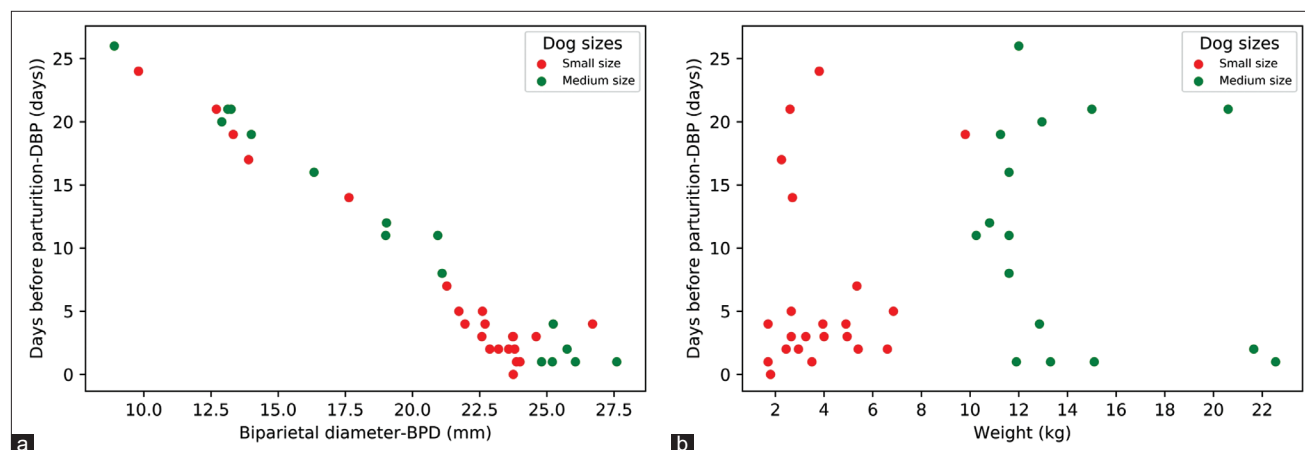 Days before parturition-DBP (days))
25
20
15
10
5
0
Dog sizes
Small size
Medium size
10.0 12.5 15.0 17.5 20.0 22.5 25.0 27.5
Biparietal diameter-BPD (mm)
a
Days before parturition-DBP (days))
25
20
15
10
5
0
Dog sizes
Small size
Medium size
2 4 6 8 10 12 14 16 18 20 22
Weight (kg)
b